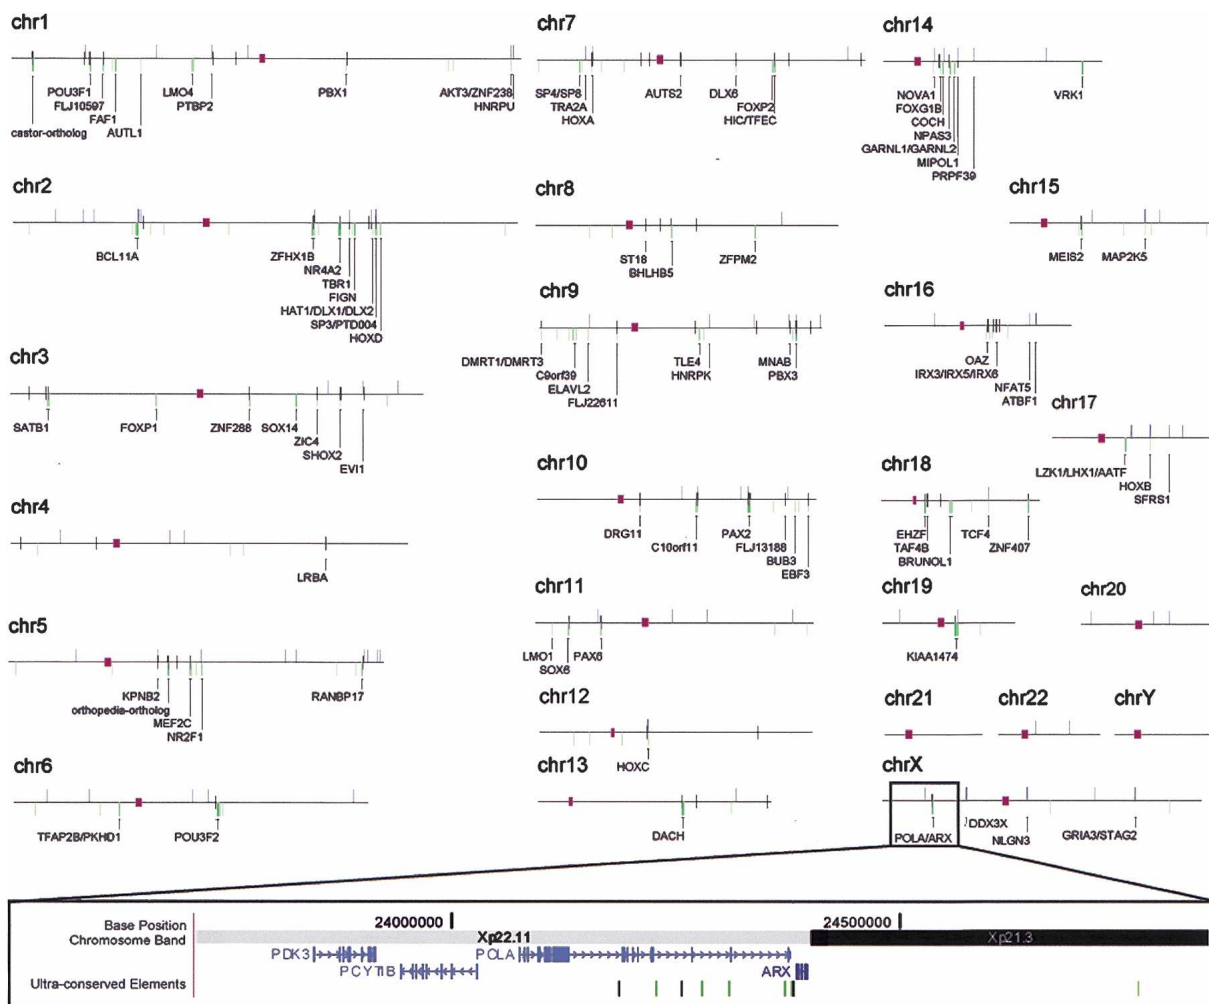 chr1
POU3F1
FLJ10597
FAF1
castor-ortholog
AUTL1
LMO4
PTBP2
PBX1
AKT3/ZNF238
HNRPU
chr2
BCL11A
ZFHX1B
NR4A2
TBR1
FIGN
HAT1/DLX1/DLX2
SP3/PTD004
HOXD
chr3
SATB1
FOXP1
ZNF288
SOX14
ZIC4
SHOX2
EVI1
chr4
LRBA
chr5
KPNB2
orthopedia-ortholog
MEF2C
NR2F1
RANBP17
chr6
TFAP2B/PKHD1
POU3F2
chr7
SP4/SP8
TRA2A
HOXA
AUTS2
DLX6
FOXP2
HIC/TFEC
chr8
ST18
BHLHB5
ZFPM2
chr9
DMRT1/DMRT3
C9orf39
ELAVL2
FLJ22611
TLE4
HNRPK
MNAB
PBX3
chr10
DRG11
C10orf11
PAX2
FLJ13188
BUB3
EBF3
chr11
LMO1
SOX6
PAX6
chr12
HOXC
chr13
DACH
chr14
NOVA1
FOXG1B
COCH
NPAS3
GARNL1/GARNL2
MIPOL1
PRPF39
VRK1
chr15
MEIS2
MAP2K5
chr16
OAZ
IRX3/IRX5/IRX6
NFAT5
ATBF1
chr17
LZK1/LHX1/AATF
HOXB
SFRS1
chr18
EHZF
TAF4B
BRUNOL1
TCF4
ZNF407
chr19
KIAA1474
chr20
chr21
chr22
chrY
chrX
POLA/ARX
DDX3X
NLGN3
GRIA3/STAG2
Base Position 24000000 24500000
Chromosome Band Xp22.11 Xp21.3
PDK3 POLA
PCYT1B ARX
Ultra-conserved Elements